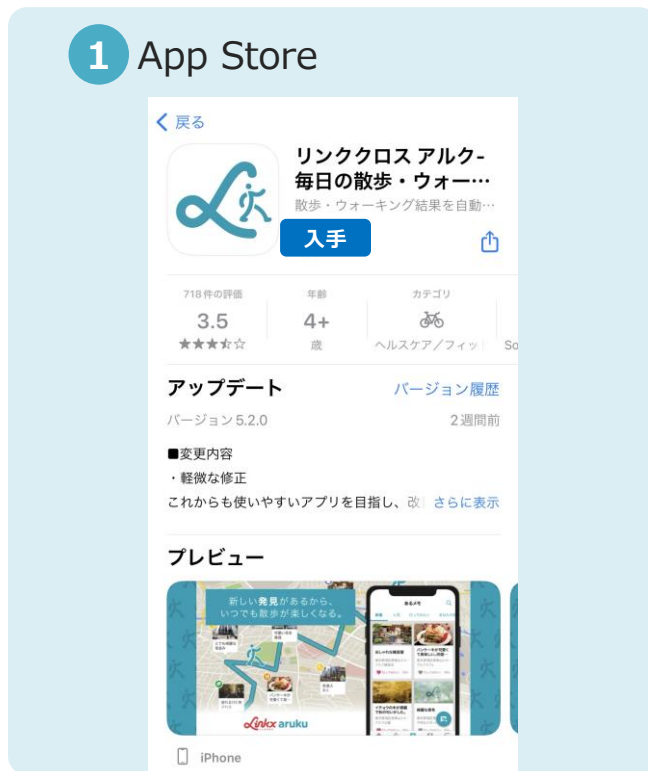 1 App Store
戻る
リンククロス アルク-
毎日の散歩・ウォー…
散歩・ウォーキング結果を自動…
入手
718件の評価
年齢
カテゴリ
3.5
4+
★★★☆☆
歳
ヘルスケア／フィッ
So
アップデート
バージョン履歴
バージョン 5.2.0
2週間前
■変更内容
・軽微な修正
これからも使いやすいアプリを目指し、改 さらに表示
プレビュー
新しい発見があるから、
いつでも散歩が楽しくなる。
あるメモ
Linkx aruku
iPhone